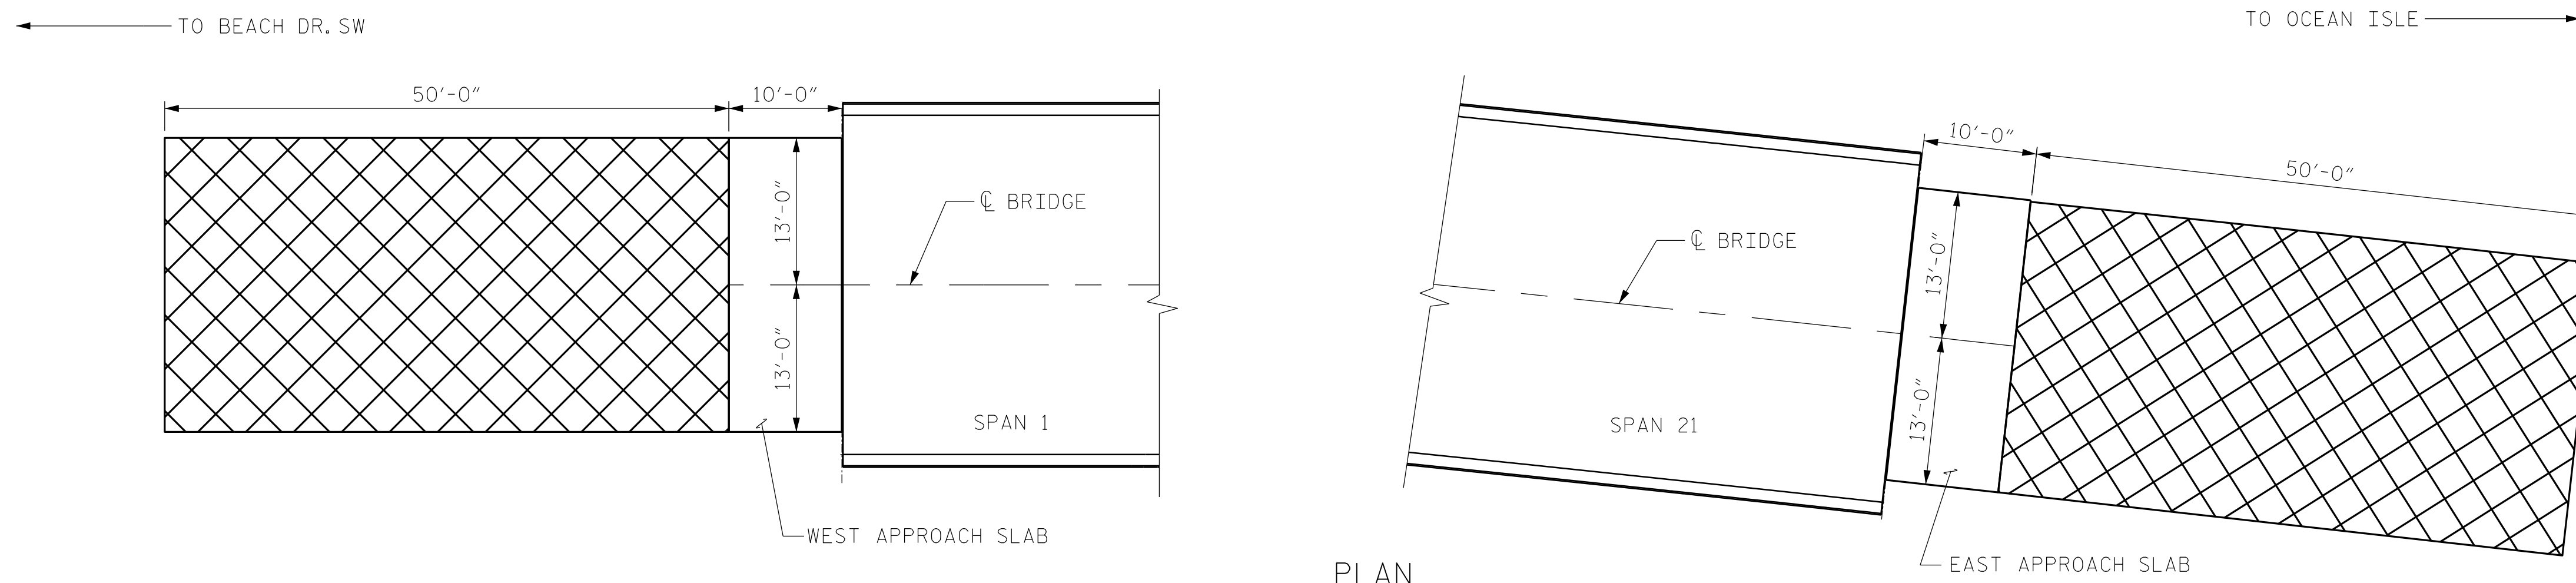 TO BEACH DR. SW
TO OCEAN ISLE
50'-0"
10'-0"
10'-0"
50'-0"
13'-0"
℄ BRIDGE
13'-0"
℄ BRIDGE
13'-0"
13'-0"
SPAN 1
SPAN 21
WEST APPROACH SLAB
EAST APPROACH SLAB
PLAN